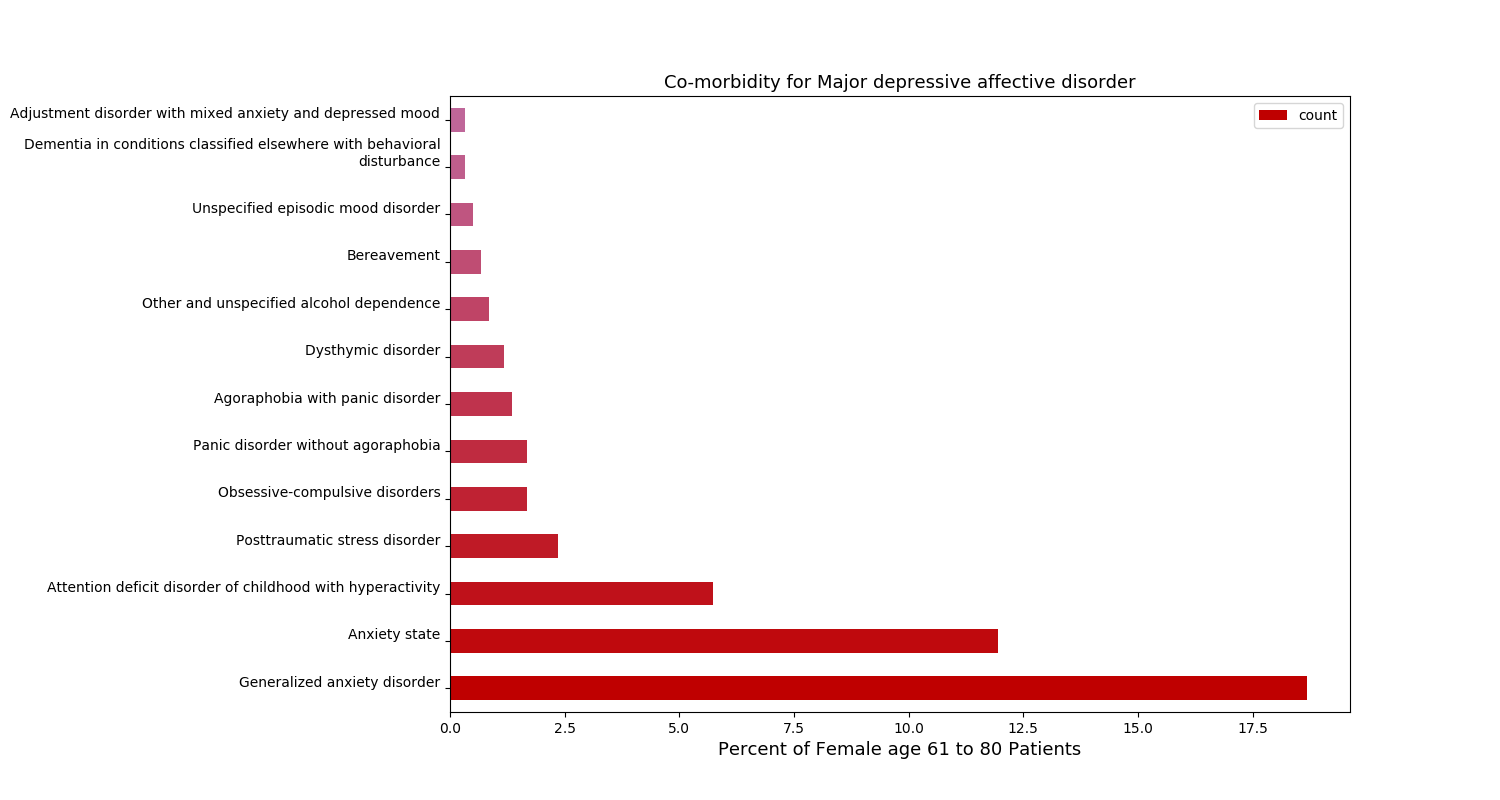 Co-morbidity for Major depressive affective disorder
count
Adjustment disorder with mixed anxiety and depressed mood
Dementia in conditions classified elsewhere with behavioral
disturbance
Unspecified episodic mood disorder
Bereavement
Other and unspecified alcohol dependence
Dysthymic disorder
Agoraphobia with panic disorder
Panic disorder without agoraphobia
Obsessive-compulsive disorders
Posttraumatic stress disorder
Attention deficit disorder of childhood with hyperactivity
Anxiety state
Generalized anxiety disorder
0.0 2.5 5.0 7.5 10.0 12.5 15.0 17.5
Percent of Female age 61 to 80 Patients